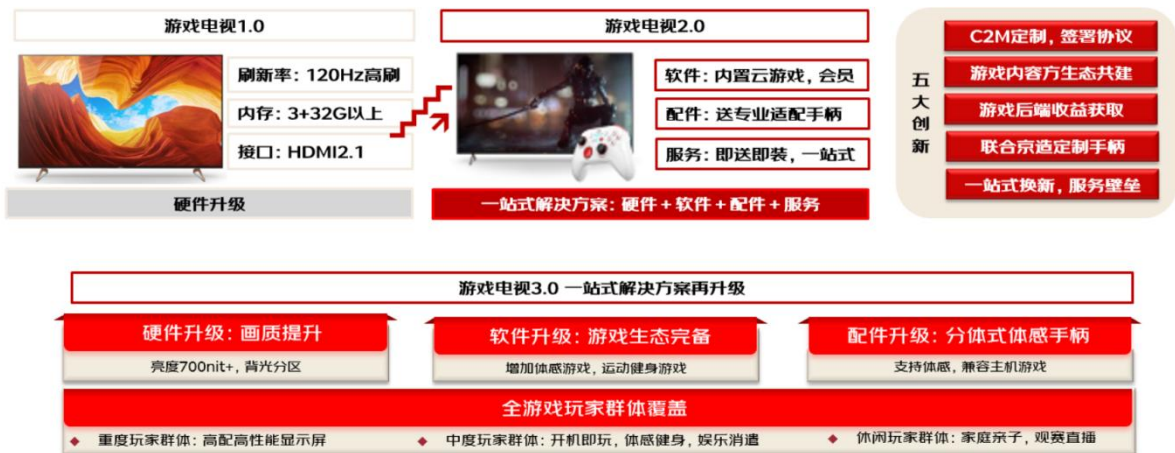 游戏电视1.0
刷新率：120Hz高刷
内存：3+32G以上
接口：HDMI2.1
硬件升级
游戏电视2.0
软件：内置云游戏，会员
配件：送专业适配手柄
服务：即送即装，一站式
一站式解决方案：硬件+软件+配件+服务
五大创新
C2M定制，签署协议
游戏内容方生态共建
游戏后端收益获取
联合京造定制手柄
一站式换新，服务壁垒
游戏电视3.0 一站式解决方案再升级
硬件升级：画质提升
亮度700nit+，背光分区
软件升级：游戏生态完备
增加体感游戏，运动健身游戏
配件升级：分体式体感手柄
支持体感，兼容主机游戏
全游戏玩家群体覆盖
重度玩家群体：高配高性能显示屏
中度玩家群体：开机即玩，体感健身，娱乐消遣
休闲玩家群体：家庭亲子，观赛直播